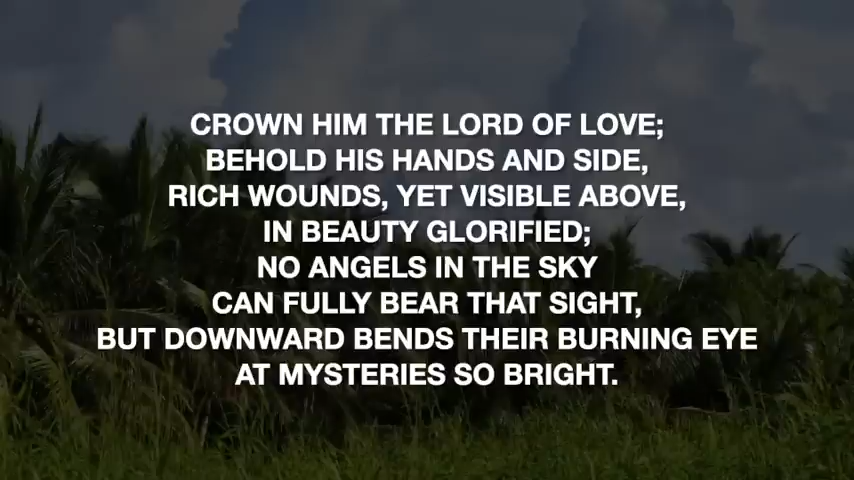 CROWN HIM THE LORD OF LOVE;
BEHOLD HIS HANDS AND SIDE,
RICH WOUNDS, YET VISIBLE ABOVE,
IN BEAUTY GLORIFIED;
NO ANGELS IN THE SKY
CAN FULLY BEAR THAT SIGHT,
BUT DOWNWARD BENDS THEIR BURNING EYE
AT MYSTERIES SO BRIGHT.